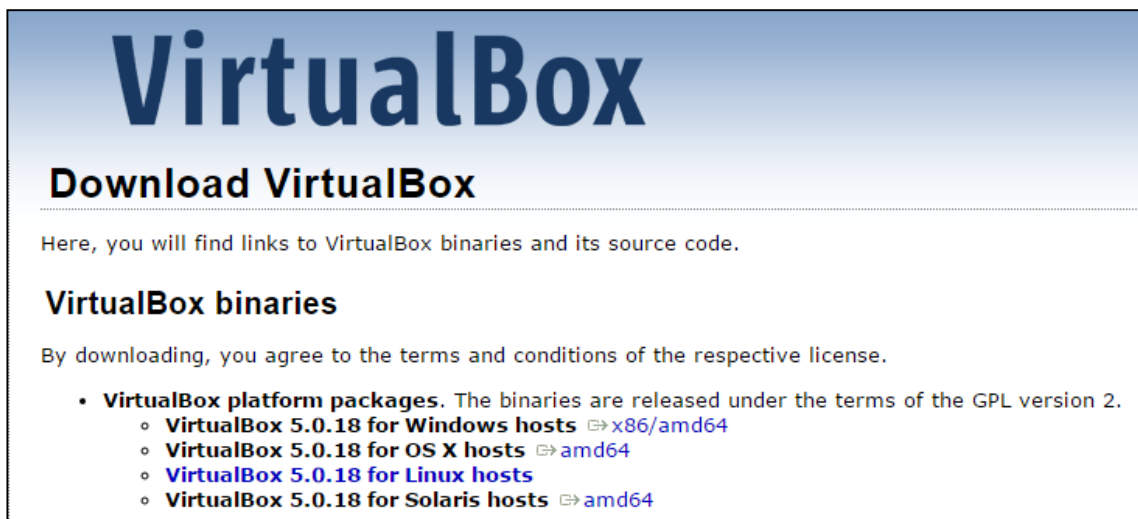 VirtualBox
Download VirtualBox
Here, you will find links to VirtualBox binaries and its source code.
VirtualBox binaries
By downloading, you agree to the terms and conditions of the respective license.
• VirtualBox platform packages. The binaries are released under the terms of the GPL version 2.
◦ VirtualBox 5.0.18 for Windows hosts x86/amd64
◦ VirtualBox 5.0.18 for OS X hosts amd64
◦ VirtualBox 5.0.18 for Linux hosts
◦ VirtualBox 5.0.18 for Solaris hosts amd64